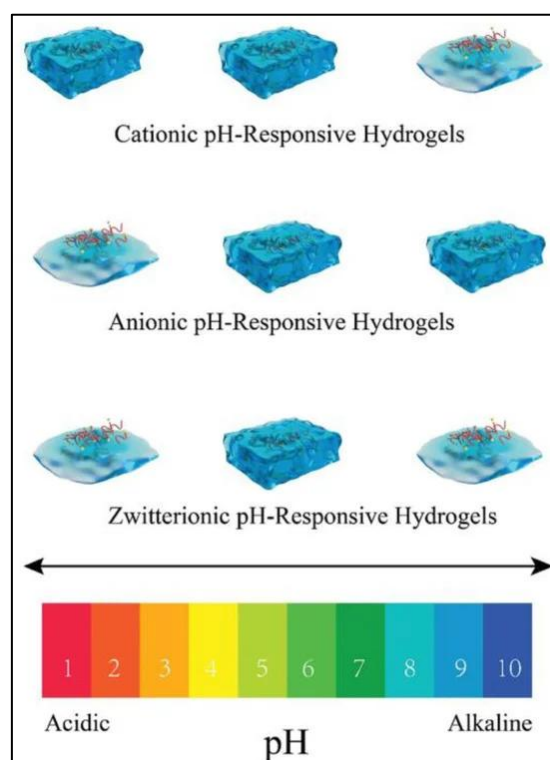 Cationic pH-Responsive Hydrogels
Anionic pH-Responsive Hydrogels
Zwitterionic pH-Responsive Hydrogels
1 2 3 4 5 6 7 8 9 10
Acidic Alkaline
pH